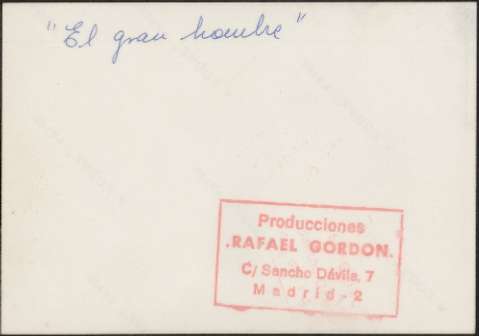 "El gran hombre"
Producciones
.RAFAEL GORDON.
C/ Sancho Dávila, 7
Madrid-2